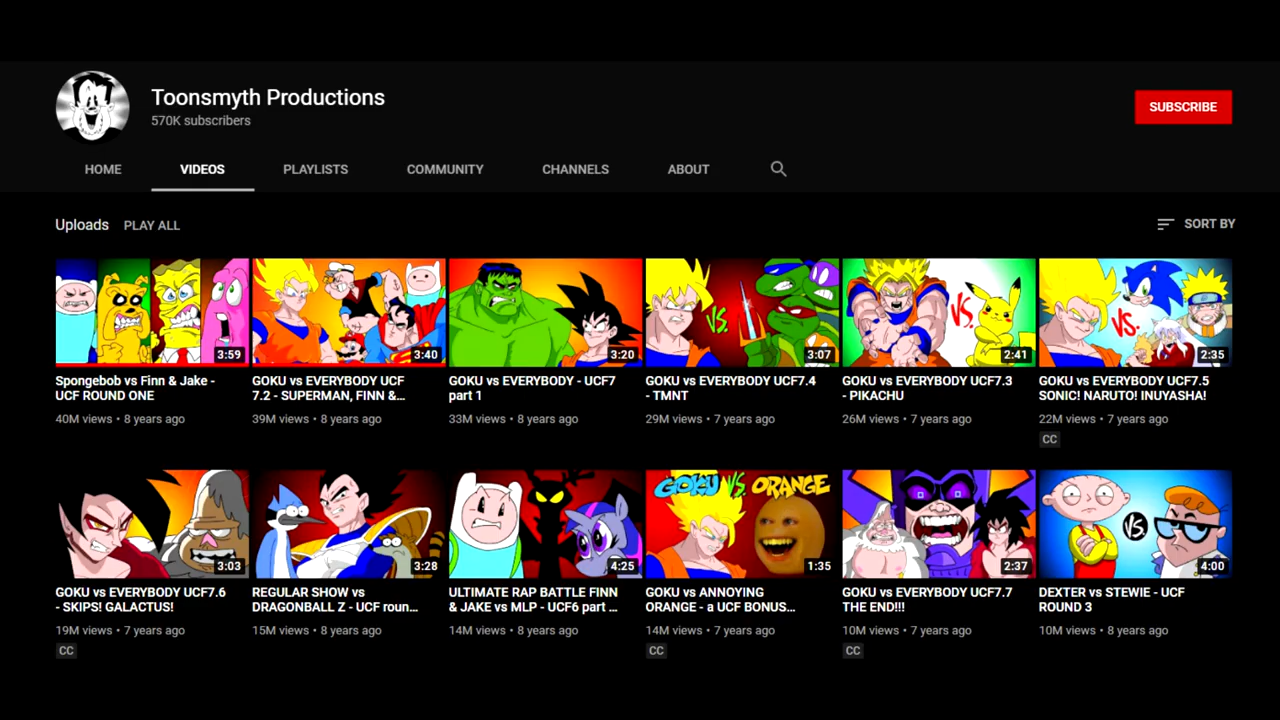 Toonsmyth Productions
570K subscribers
SUBSCRIBE
HOME VIDEOS PLAYLISTS COMMUNITY CHANNELS ABOUT
Uploads PLAY ALL SORT BY
3:59
Spongebob vs Finn & Jake -
UCF ROUND ONE
40M views • 8 years ago
3:40
GOKU vs EVERYBODY UCF
7.2 - SUPERMAN, FINN &...
39M views • 8 years ago
3:20
GOKU vs EVERYBODY - UCF7
part 1
33M views • 8 years ago
VS.
3:07
GOKU vs EVERYBODY UCF7.4
- TMNT
29M views • 7 years ago
VS.
2:41
GOKU vs EVERYBODY UCF7.3
- PIKACHU
26M views • 7 years ago
VS.
2:35
GOKU vs EVERYBODY UCF7.5
SONIC! NARUTO! INUYASHA!
22M views • 7 years ago
CC
3:03
GOKU vs EVERYBODY UCF7.6
- SKIPS! GALACTUS!
19M views • 7 years ago
CC
3:28
REGULAR SHOW vs
DRAGONBALL Z - UCF roun...
15M views • 8 years ago
4:25
ULTIMATE RAP BATTLE FINN
& JAKE vs MLP - UCF6 part ...
14M views • 8 years ago
GOKU VS. ORANGE
1:35
GOKU vs ANNOYING
ORANGE - a UCF BONUS...
14M views • 7 years ago
CC
2:37
GOKU vs EVERYBODY UCF7.7
THE END!!!
10M views • 7 years ago
CC
VS
4:00
DEXTER vs STEWIE - UCF
ROUND 3
10M views • 8 years ago